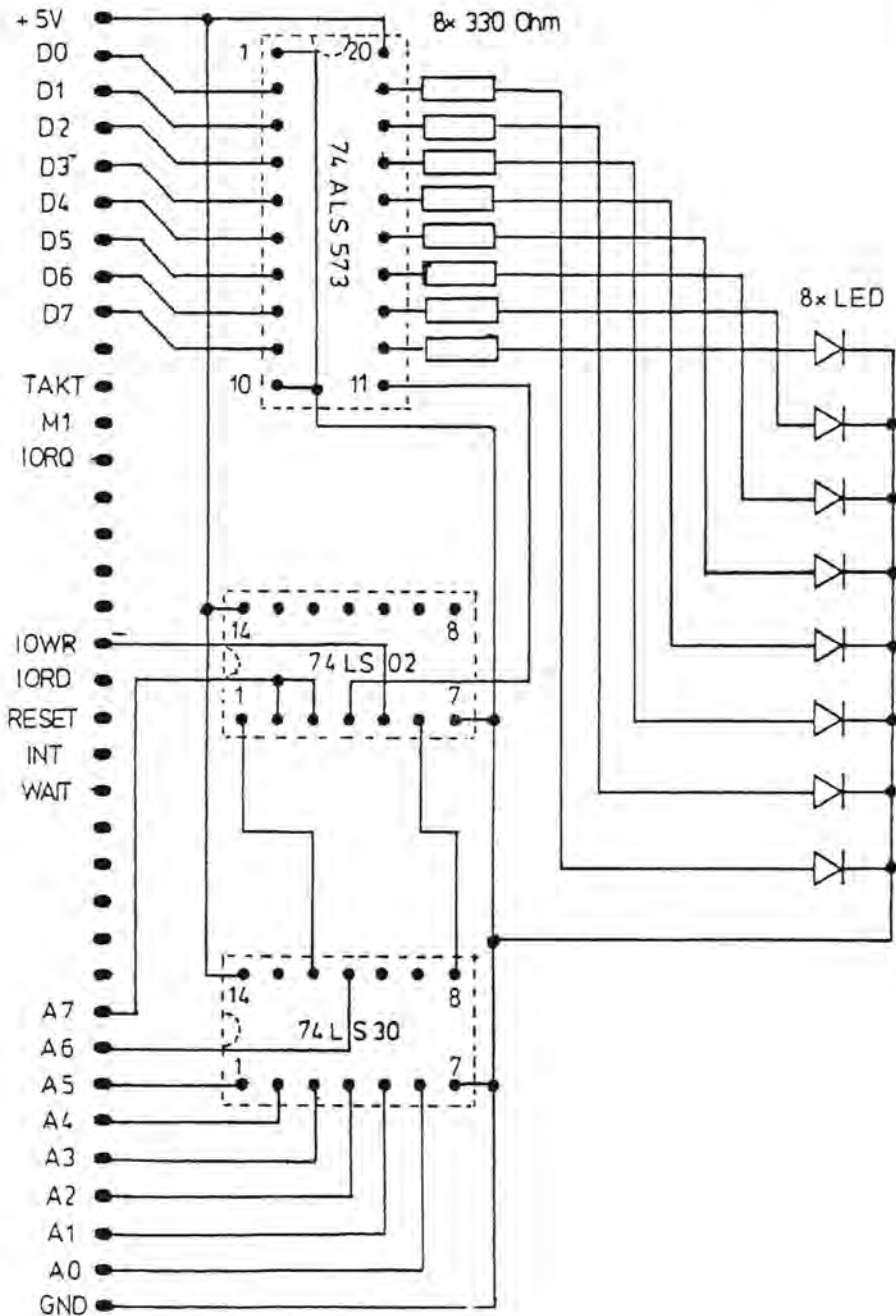 +5V
8x 330 Ohm
D0
1
20
D1
D2
D3
D4
D5
D6
D7
74 ALS 573
8x LED
TAKT
10
11
M1
IORQ
14
8
IOWR
74 LS 02
IORD
1
7
RESET
INT
WAIT
14
8
A7
74 LS 30
A6
1
7
A5
A4
A3
A2
A1
A0
GND